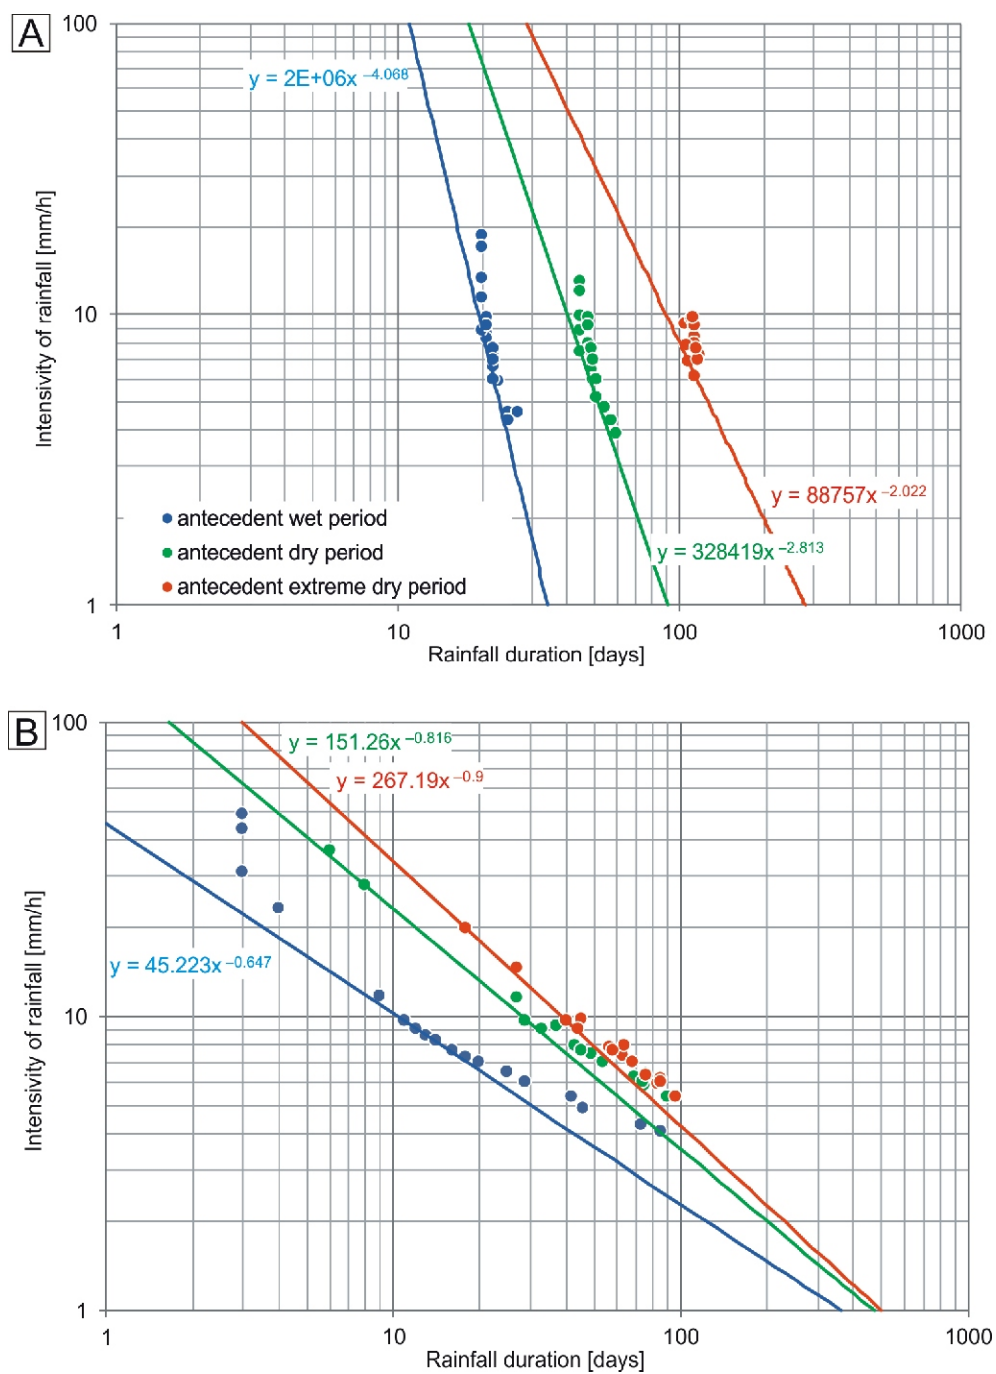 A
100
y = 2E+06x –4.068
Intensivity of rainfall [mm/h]
10
y = 88757x –2.022
antecedent wet period
antecedent dry period
y = 328419x –2.813
antecedent extreme dry period
1
1 10 100 1000
Rainfall duration [days]
B
100
y = 151.26x –0.816
y = 267.19x –0.9
Intensivity of rainfall [mm/h]
y = 45.223x –0.647
10
1
1 10 100 1000
Rainfall duration [days]